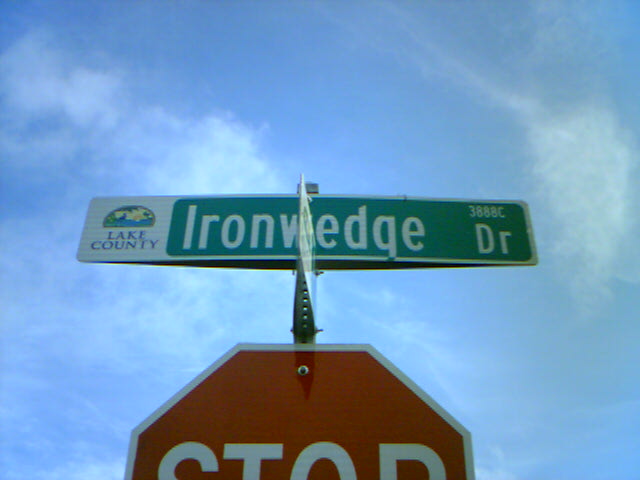 LAKE
COUNTY
Ironwedge Dr
3888C
STOP